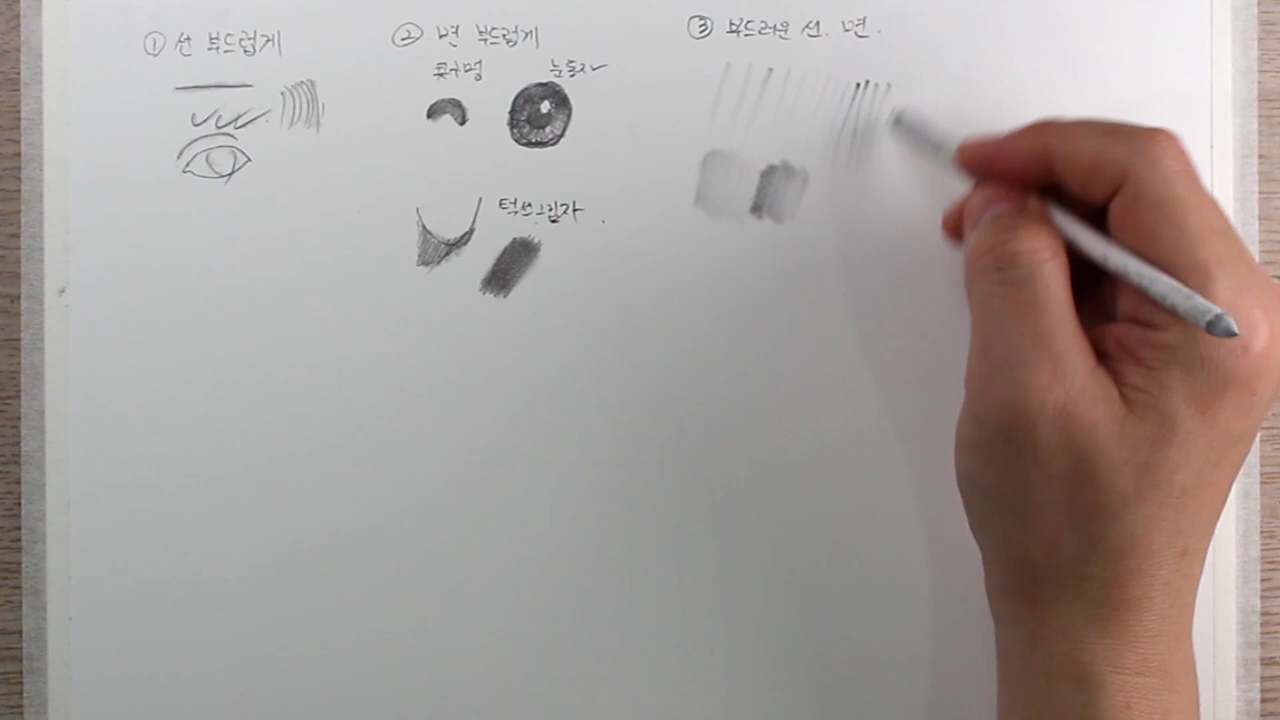 ① 선 부드럽게
② 면 부드럽게
콧구멍
눈동자
턱선그림자.
③ 부드러운 선. 면.